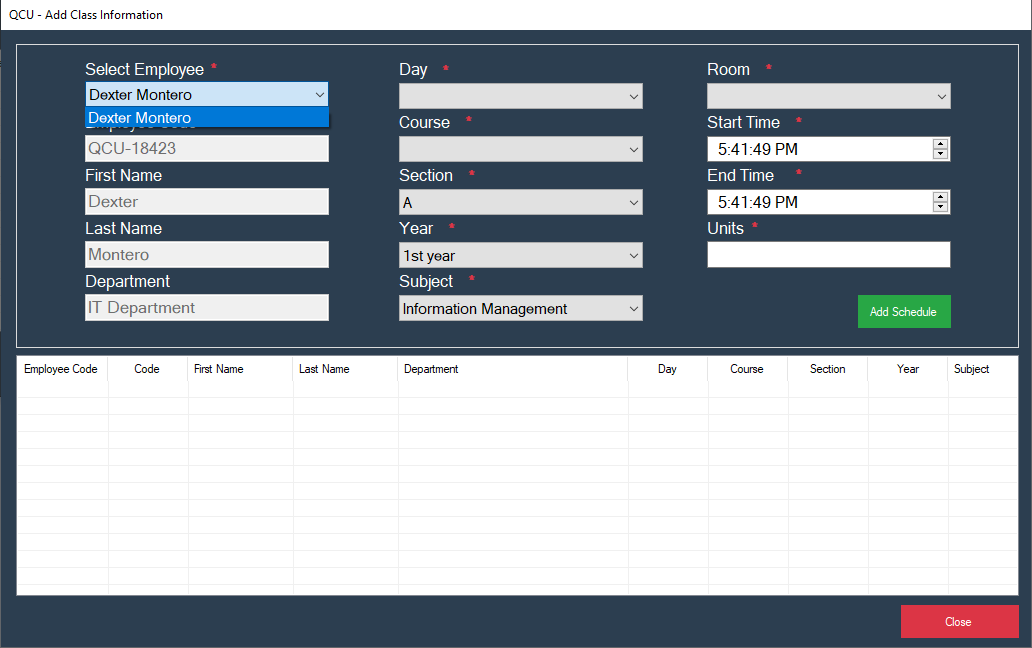 QCU - Add Class Information
Select Employee *
Dexter Montero
Dexter Montero
Employee Code
QCU-18423
First Name
Dexter
Last Name
Montero
Department
IT Department
Day *
Course *
Section *
A
Year *
1st year
Subject *
Information Management
Room *
Start Time *
5:41:49 PM
End Time *
5:41:49 PM
Units *
Add Schedule
Employee Code Code First Name Last Name Department Day Course Section Year Subject
Close